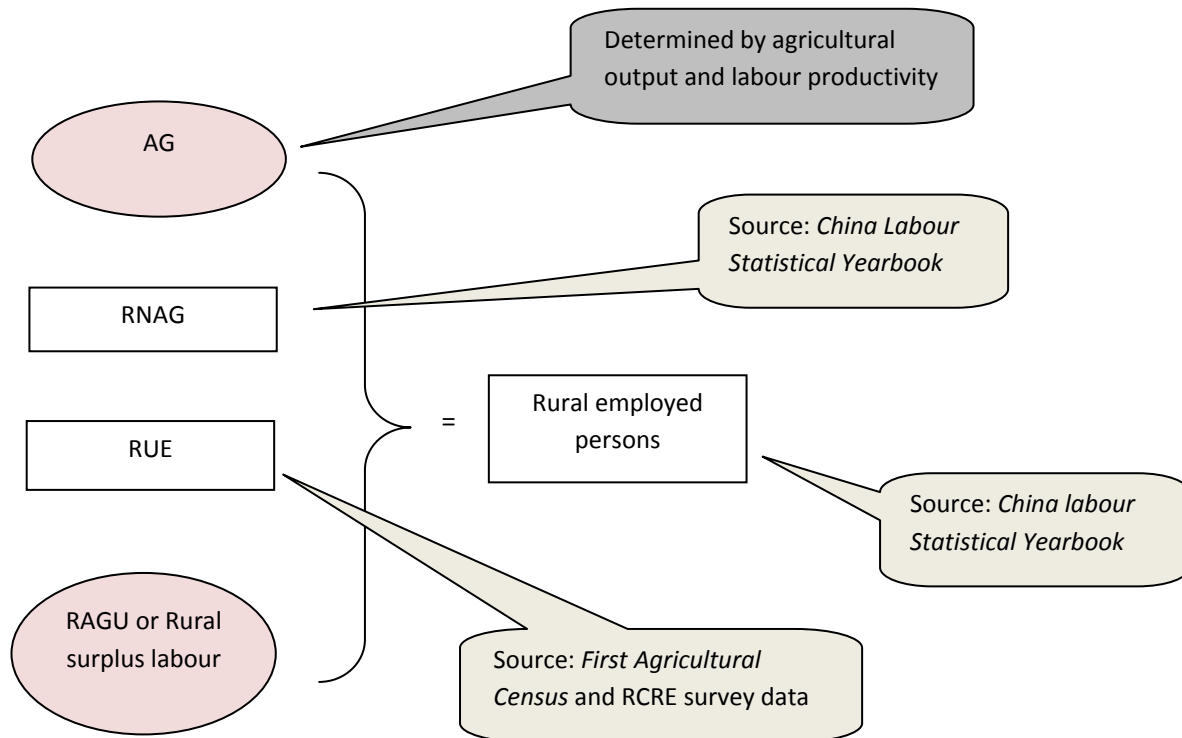 Determined by agricultural
output and labour productivity
AG
Source: China Labour
Statistical Yearbook
RNAG
Rural employed
persons
=
RUE
Source: China labour
Statistical Yearbook
RAGU or Rural
surplus labour
Source: First Agricultural
Census and RCRE survey data